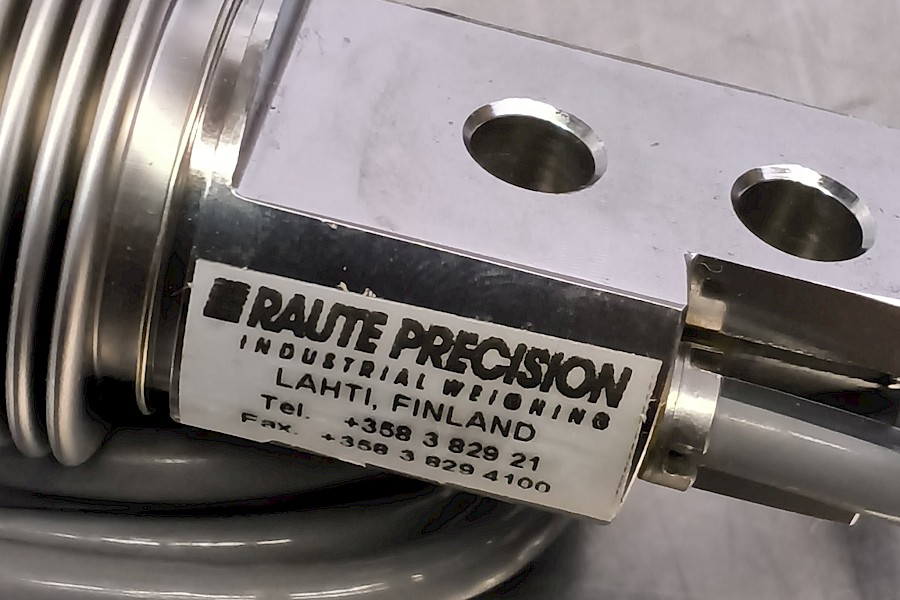 RAUTE PRECISION
INDUSTRIAL WEIGHING
LAHTI, FINLAND
Tel. +358 3 829 21
Fax. +358 3 829 4100